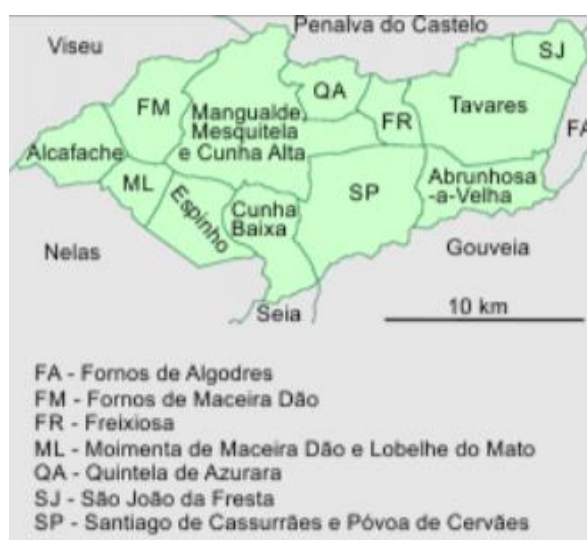 Penalva do Castelo
Viseu
SJ
QA
FM
Mangualde,
Mesquitela
e Cunha Alta
Tavares
FR
FA
Alcafache
ML
Espinho
Cunha
Baixa
SP
Abrunhosa
-a-Velha
Nelas
Gouveia
Seia
10 km
FA - Fornos de Algodres
FM - Fornos de Maceira Dão
FR - Freixiosa
ML - Moimenta de Maceira Dão e Lobelhe do Mato
QA - Quintela de Azurara
SJ - São João da Fresta
SP - Santiago de Cassurrães e Póvoa de Cervães